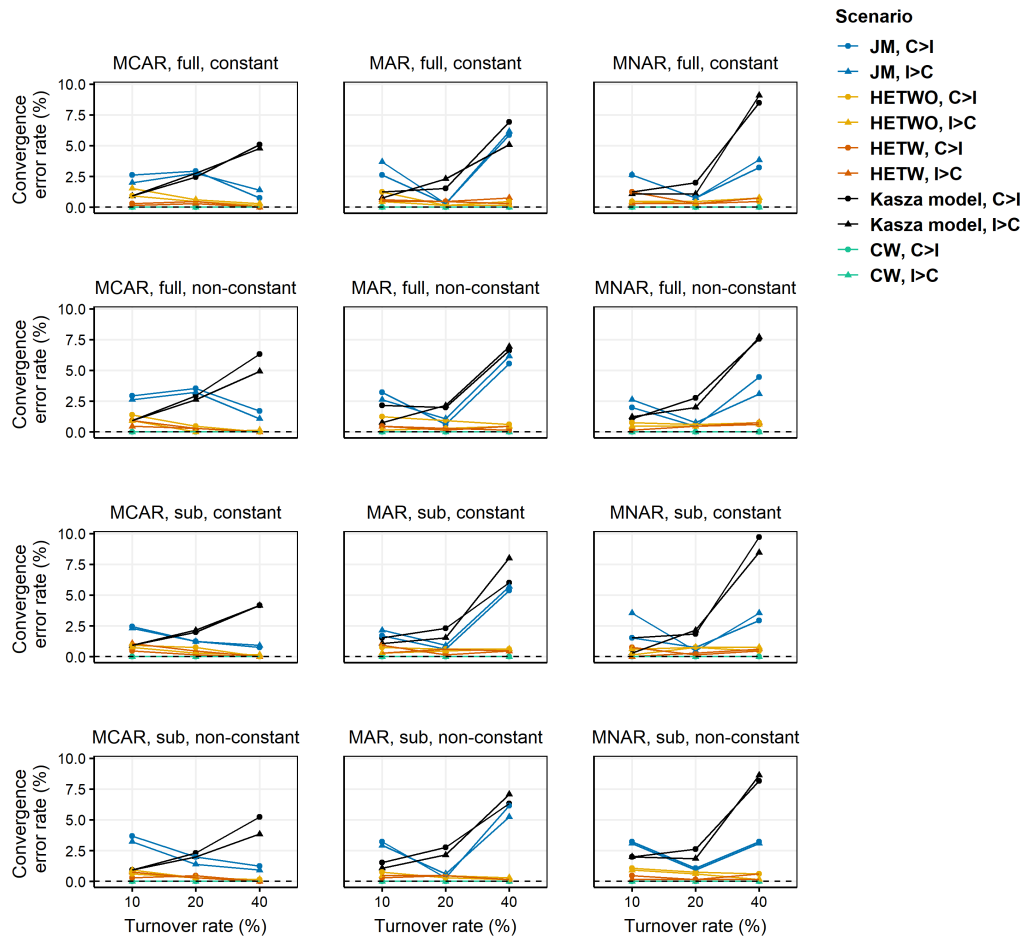 Scenario
JM, C>I
JM, I>C
HETWO, C>I
HETWO, I>C
HETW, C>I
HETW, I>C
Kasza model, C>I
Kasza model, I>C
CW, C>I
CW, I>C
MCAR, full, constant
MAR, full, constant
MNAR, full, constant
Convergence
error rate (%)
10.0
7.5
5.0
2.5
0.0
MCAR, full, non-constant
MAR, full, non-constant
MNAR, full, non-constant
Convergence
error rate (%)
10.0
7.5
5.0
2.5
0.0
MCAR, sub, constant
MAR, sub, constant
MNAR, sub, constant
Convergence
error rate (%)
10.0
7.5
5.0
2.5
0.0
MCAR, sub, non-constant
MAR, sub, non-constant
MNAR, sub, non-constant
Convergence
error rate (%)
10.0
7.5
5.0
2.5
0.0
10 20 40
10 20 40
10 20 40
Turnover rate (%)
Turnover rate (%)
Turnover rate (%)